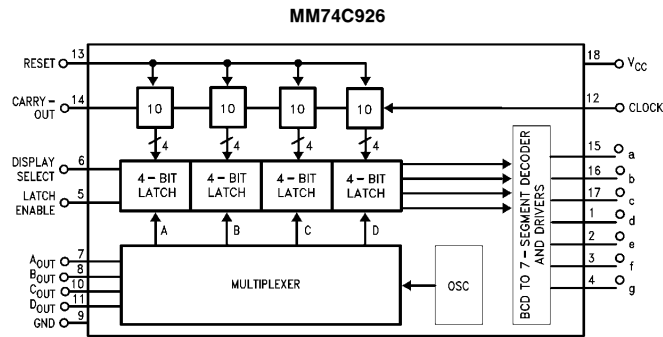 MM74C926
RESET 13
18 VCC
CARRY-
OUT 14
10 10 10 10
12 CLOCK
4 4 4 4
DISPLAY
SELECT 6
LATCH
ENABLE 5
4-BIT
LATCH
4-BIT
LATCH
4-BIT
LATCH
4-BIT
LATCH
A B C D
AOUT 7
BOUT 8
COUT 10
DOUT 11
GND 9
MULTIPLEXER
OSC
BCD TO 7-SEGMENT DECODER
AND DRIVERS
15 a
16 b
17 c
1 d
2 e
3 f
4 g